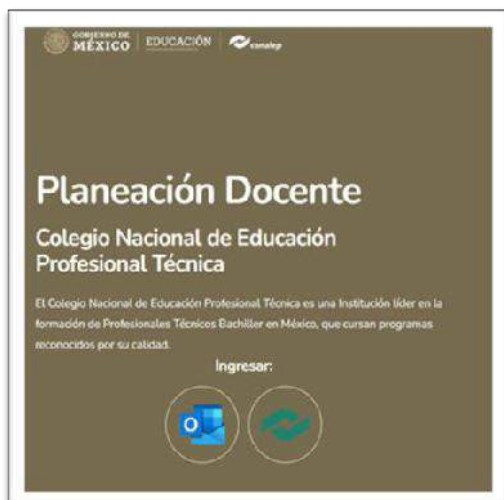 GOBIERNO DE
MÉXICO
EDUCACIÓN
conalep
Planeación Docente
Colegio Nacional de Educación
Profesional Técnica
El Colegio Nacional de Educación Profesional Técnica es una Institución líder en la
formación de Profesionales Técnicos Bachiller en México, que cursan programas
reconocidos por su calidad.
Ingresar:
O